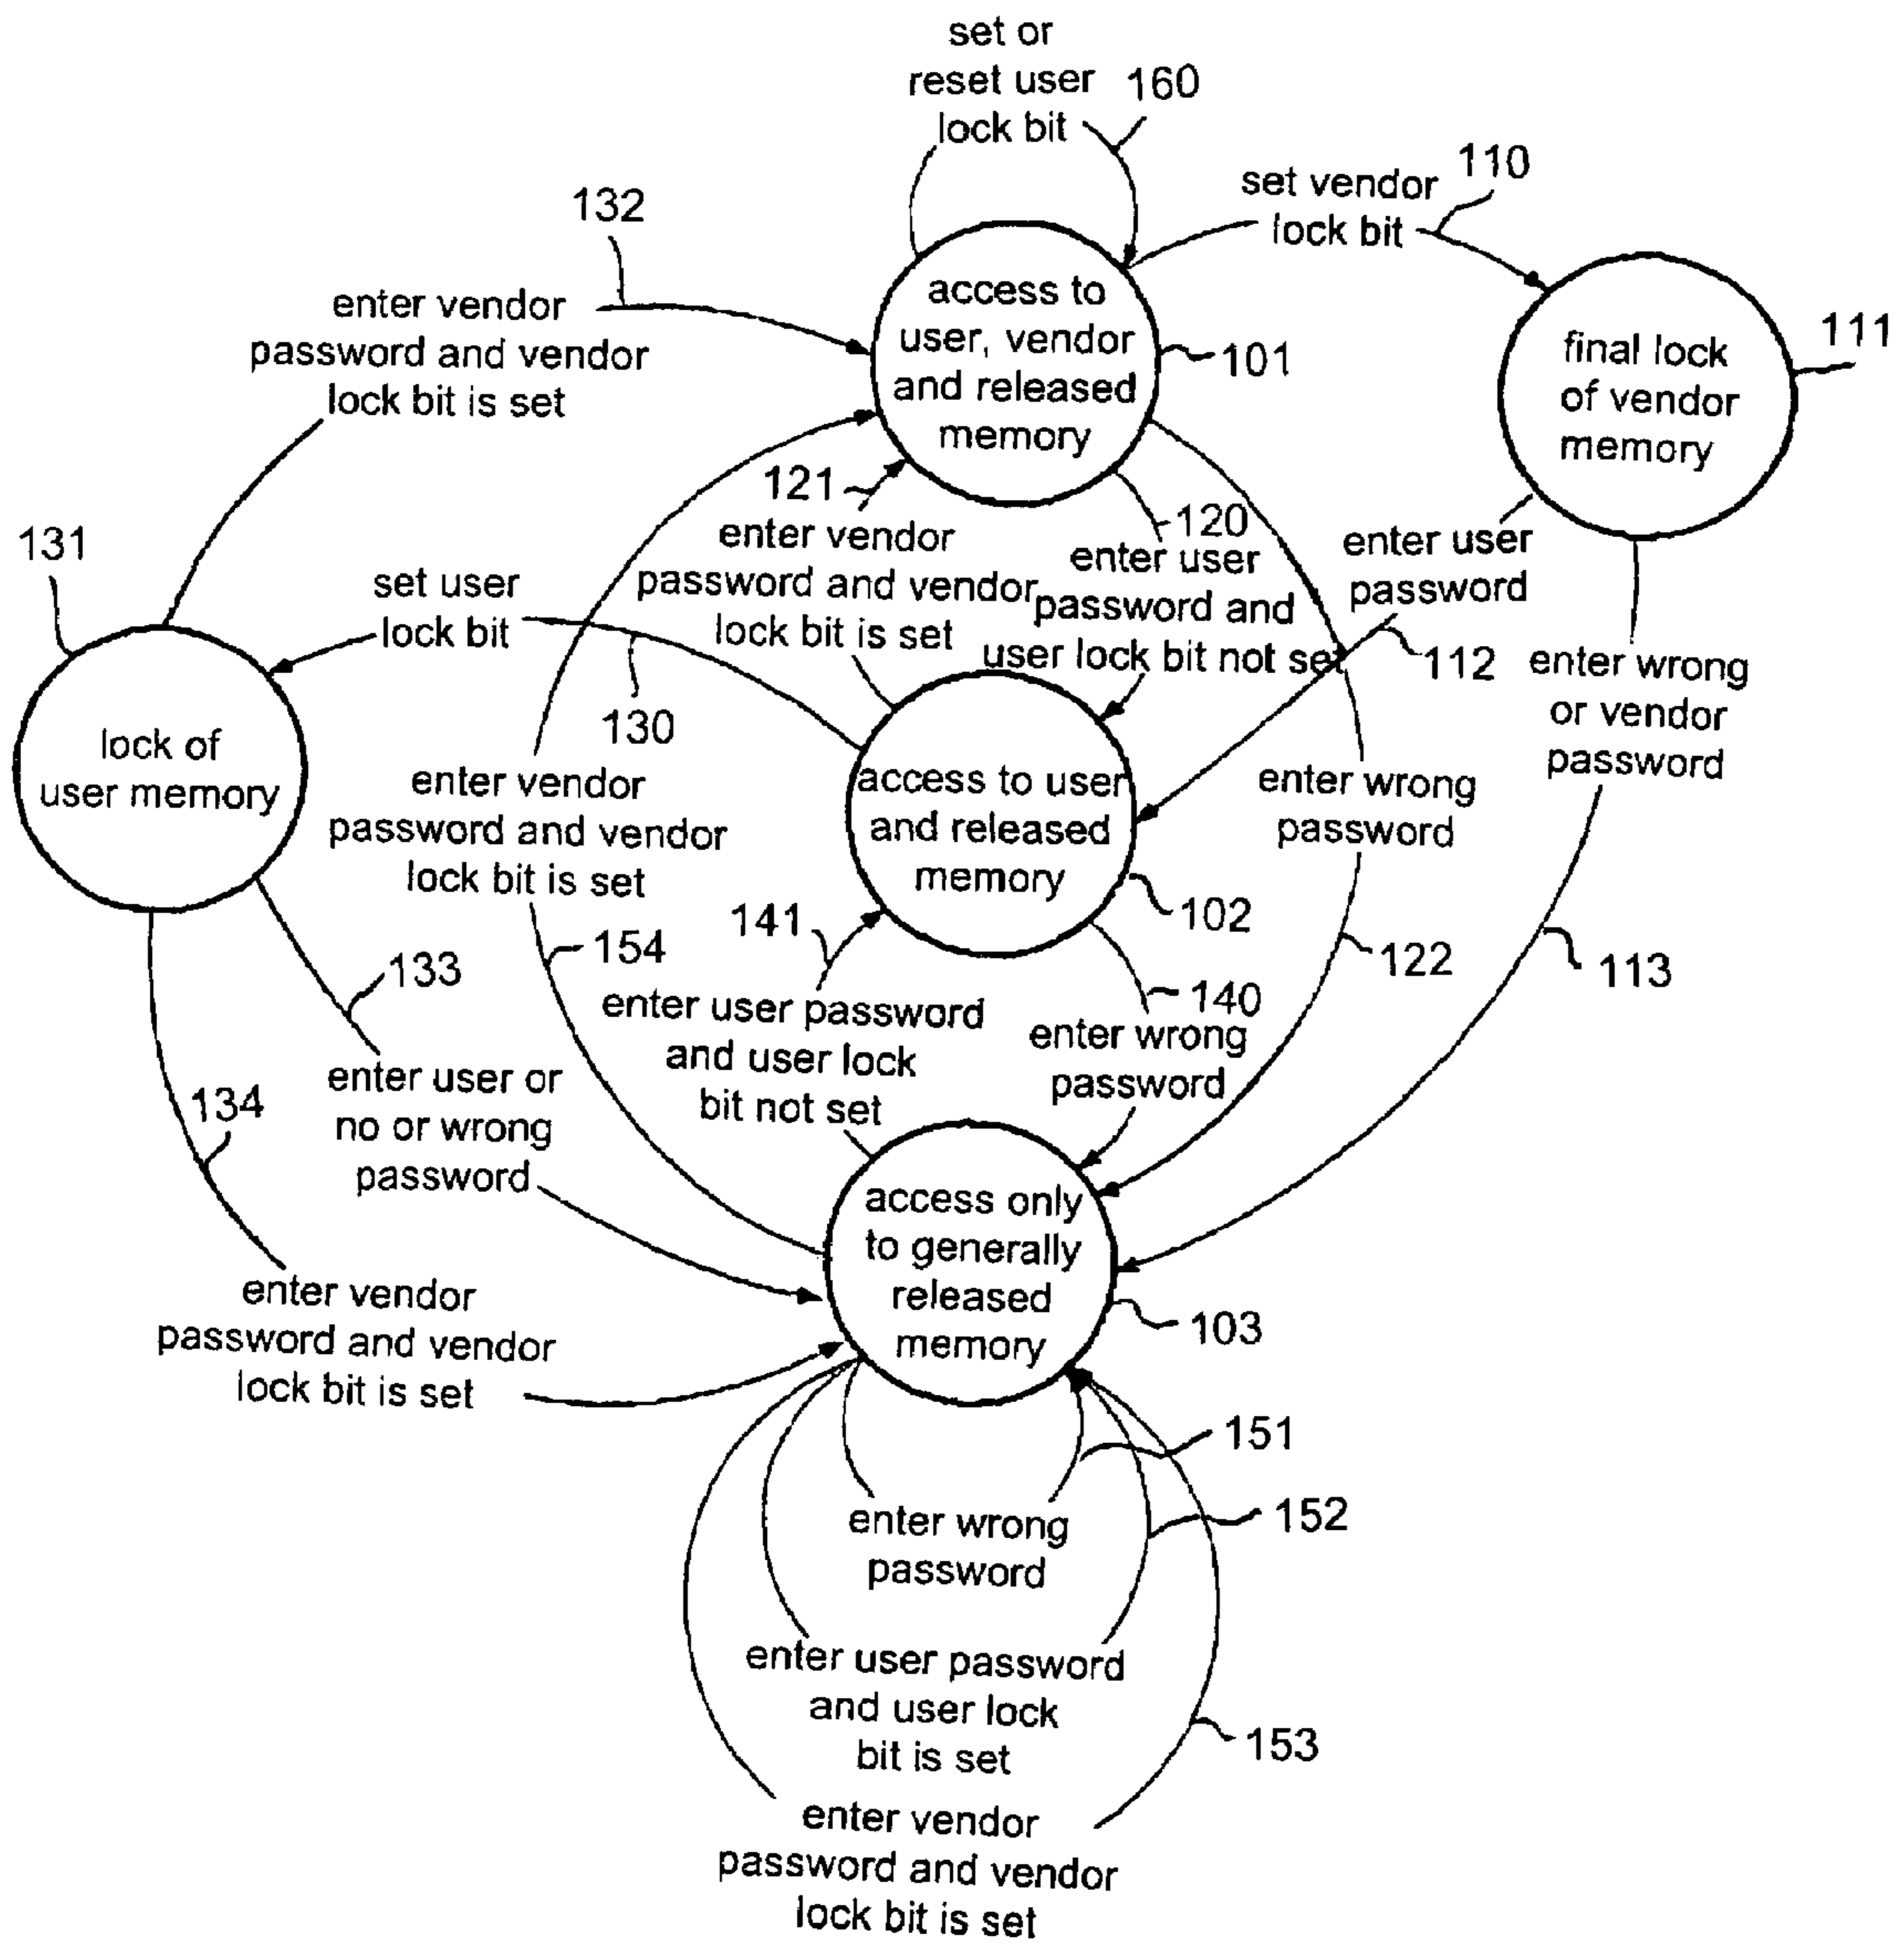 set or
reset user
lock bit
160
set vendor
lock bit
110
132
enter vendor
password and vendor
lock bit is set
access to
user, vendor
and released
memory
101
final lock
of vendor
memory
111
121
enter vendor
password and vendor
lock bit is set
120
enter user
password and
user lock bit not set
enter user
password
112
131
set user
lock bit
130
enter wrong
or vendor
password
lock of
user memory
enter vendor
password and vendor
lock bit is set
access to user
and released
memory
102
enter wrong
password
122
113
141
154
133
enter user password
and user lock
bit not set
140
enter wrong
password
134
enter user or
no or wrong
password
access only
to generally
released
memory
103
enter vendor
password and vendor
lock bit is set
151
enter wrong
password
152
enter user password
and user lock
bit is set
153
enter vendor
password and vendor
lock bit is set